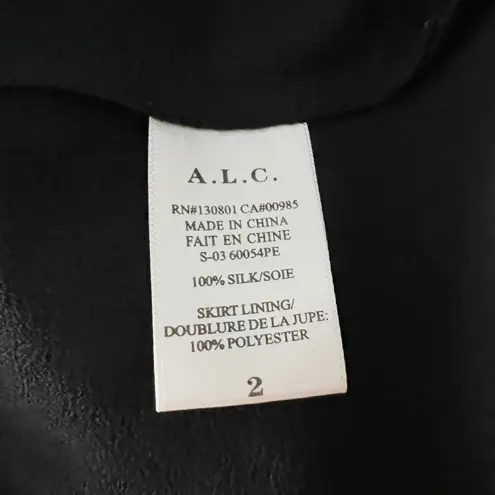 A.L.C.
RN#130801 CA#00985
MADE IN CHINA
FAIT EN CHINE
S-03 60054PE
100% SILK/SOIE
SKIRT LINING/
DOUBLURE DE LA JUPE:
100% POLYESTER
2